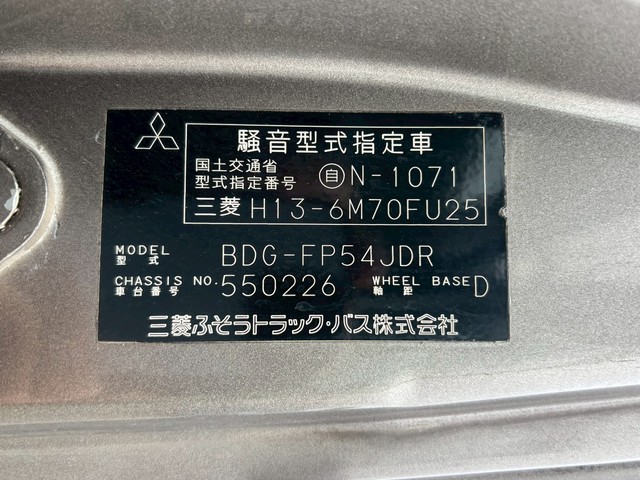 騒音型式指定車
国土交通省
型式指定番号 自N-1071
三菱 H13-6M70FU25
MODEL
型式 BDG-FP54JDR
CHASSIS NO. 550226 WHEEL BASE D
車台番号 軸距
三菱ふそうトラック・バス株式会社